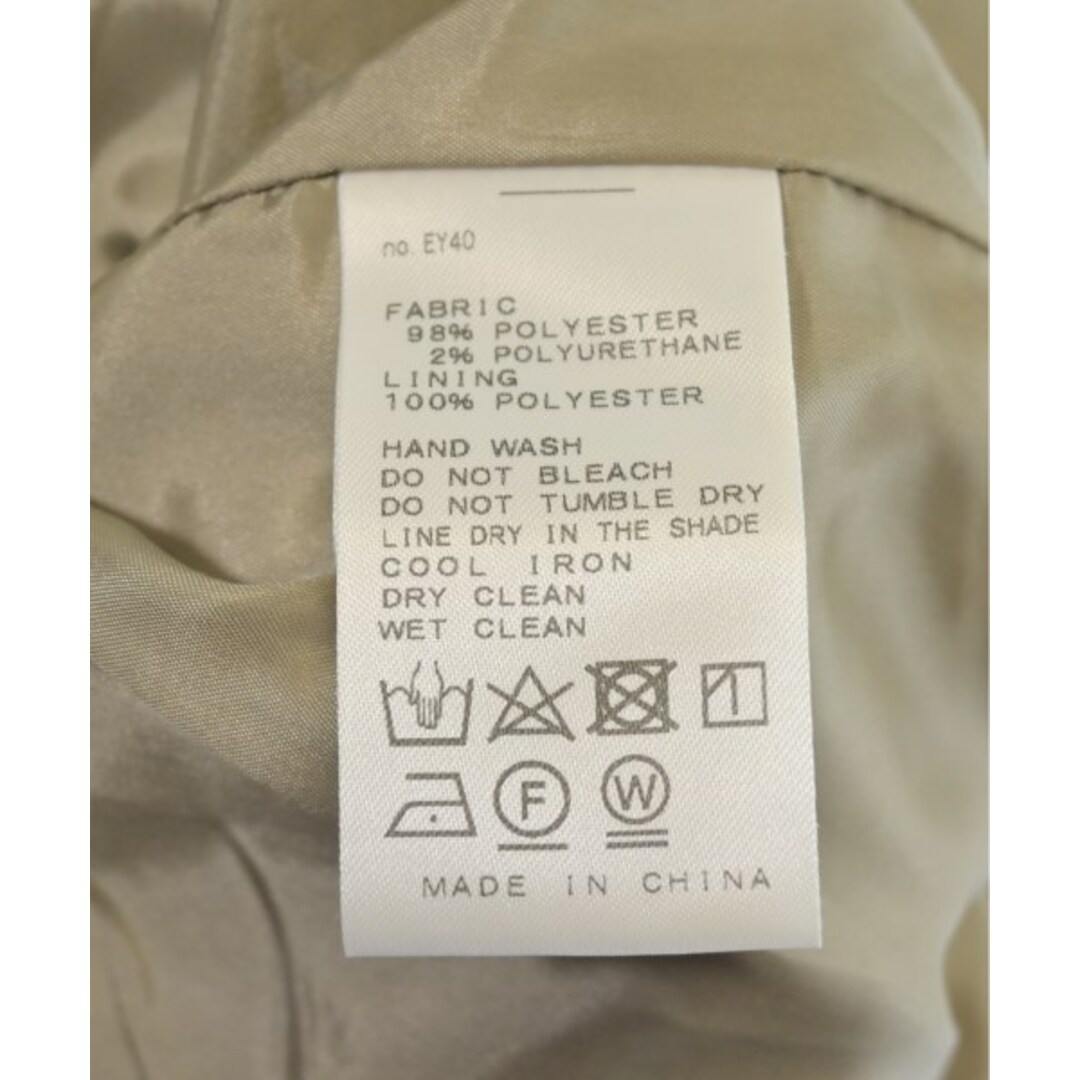 no. EY40
FABRIC
98% POLYESTER
2% POLYURETHANE
LINING
100% POLYESTER
HAND WASH
DO NOT BLEACH
DO NOT TUMBLE DRY
LINE DRY IN THE SHADE
COOL IRON
DRY CLEAN
WET CLEAN
F W
MADE IN CHINA